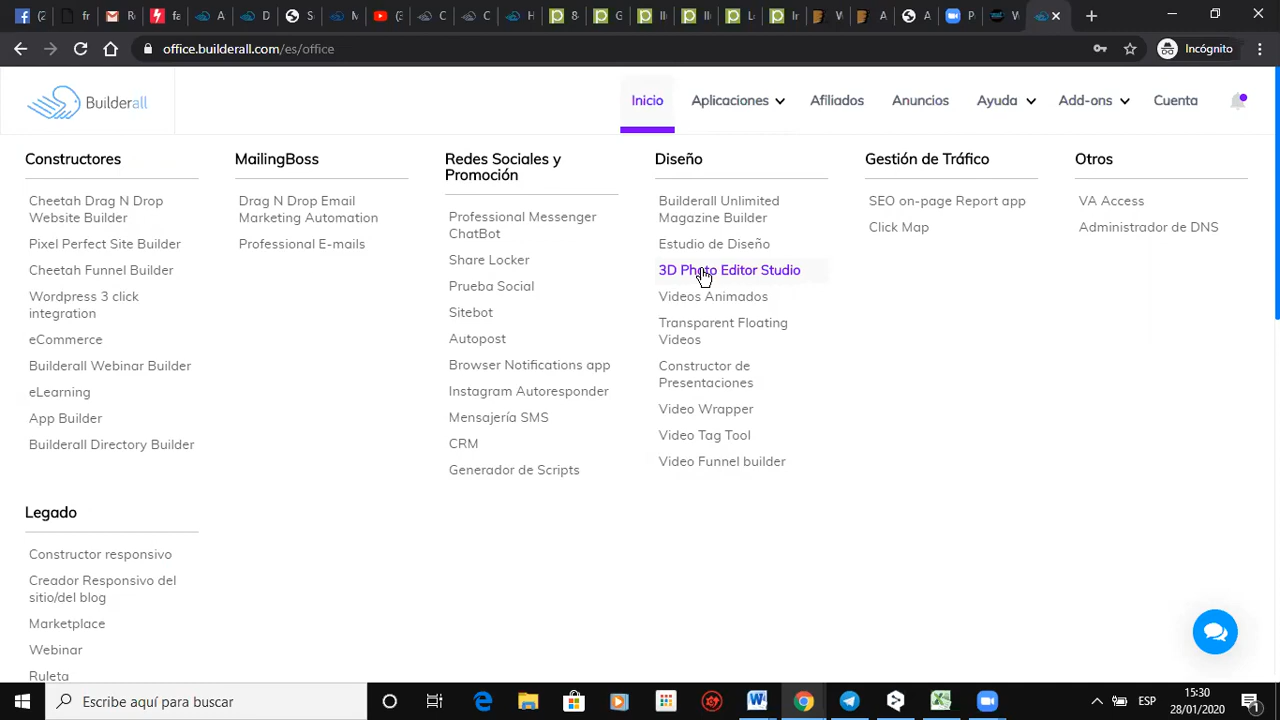 fr
fa
A
D
S
M
(
C
C
H
8
G
Il
Il
L
Ir
V
A
A
P
V
office.builderall.com/es/office
Incógnito
Builderall
Inicio
Aplicaciones
Afiliados
Anuncios
Ayuda
Add-ons
Cuenta
Constructores
Cheetah Drag N Drop
Website Builder
Pixel Perfect Site Builder
Cheetah Funnel Builder
Wordpress 3 click
integration
eCommerce
Builderall Webinar Builder
eLearning
App Builder
Builderall Directory Builder
MailingBoss
Drag N Drop Email
Marketing Automation
Professional E-mails
Redes Sociales y
Promoción
Professional Messenger
ChatBot
Share Locker
Prueba Social
Sitebot
Autopost
Browser Notifications app
Instagram Autoresponder
Mensajería SMS
CRM
Generador de Scripts
Diseño
Builderall Unlimited
Magazine Builder
Estudio de Diseño
3D Photo Editor Studio
Videos Animados
Transparent Floating
Videos
Constructor de
Presentaciones
Video Wrapper
Video Tag Tool
Video Funnel builder
Gestión de Tráfico
SEO on-page Report app
Click Map
Otros
VA Access
Administrador de DNS
Legado
Constructor responsivo
Creador Responsivo del
sitio/del blog
Marketplace
Webinar
Ruleta
Escribe aquí para buscar
ESP
15:30
28/01/2020